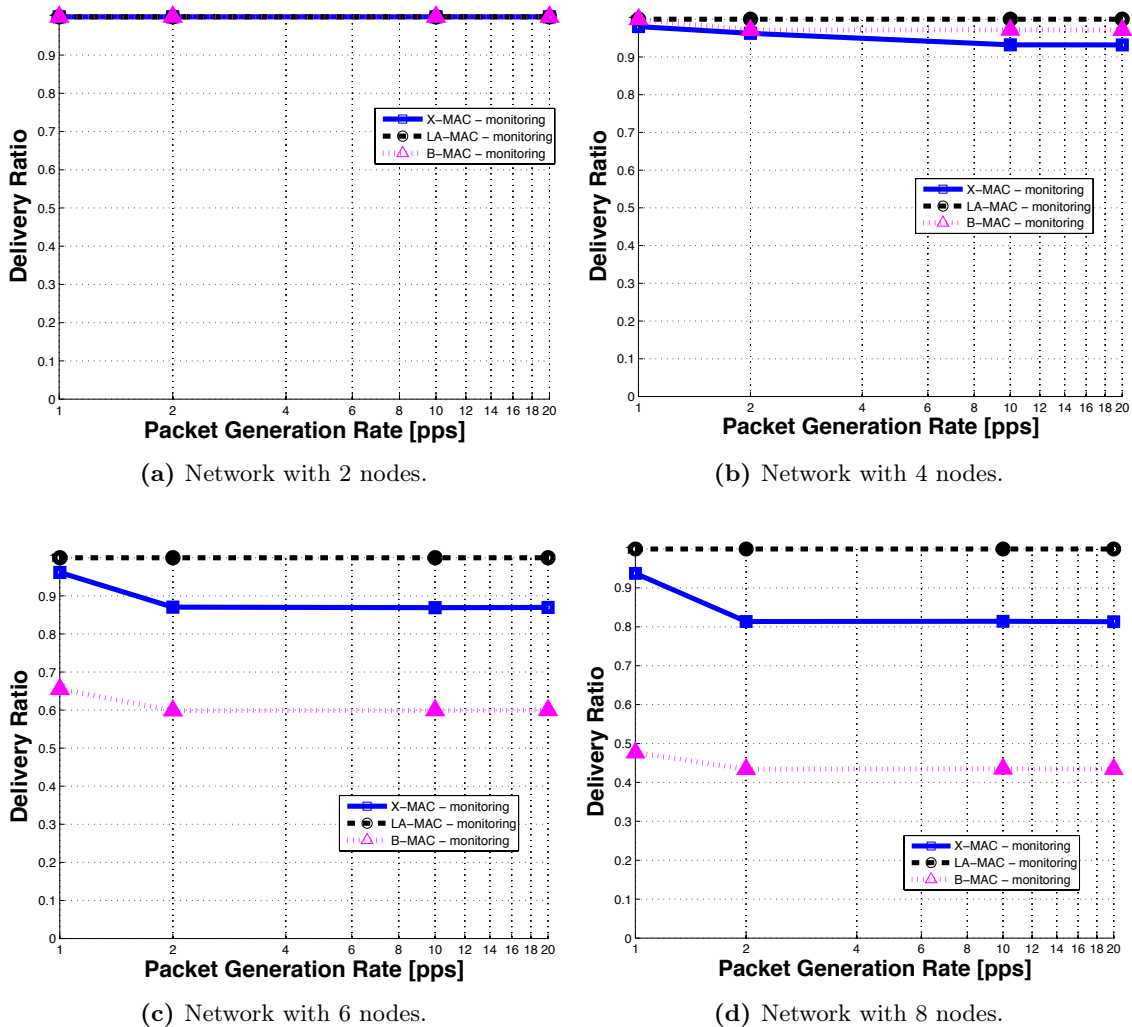 0.9
0.8
0.7
0.6
0.5
0.4
0.3
0.2
0.1
0
Delivery Ratio
X−MAC − monitoring
LA−MAC − monitoring
B−MAC − monitoring
1 2 4 6 8 10 12 14 16 18 20
Packet Generation Rate [pps]
(a) Network with 2 nodes.
0.9
0.8
0.7
0.6
0.5
0.4
0.3
0.2
0.1
0
Delivery Ratio
X−MAC − monitoring
LA−MAC − monitoring
B−MAC − monitoring
1 2 4 6 8 10 12 14 16 18 20
Packet Generation Rate [pps]
(b) Network with 4 nodes.
0.9
0.8
0.7
0.6
0.5
0.4
0.3
0.2
0.1
0
Delivery Ratio
X−MAC − monitoring
LA−MAC − monitoring
B−MAC − monitoring
1 2 4 6 8 10 12 14 16 18 20
Packet Generation Rate [pps]
(c) Network with 6 nodes.
0.9
0.8
0.7
0.6
0.5
0.4
0.3
0.2
0.1
0
Delivery Ratio
X−MAC − monitoring
LA−MAC − monitoring
B−MAC − monitoring
1 2 4 6 8 10 12 14 16 18 20
Packet Generation Rate [pps]
(d) Network with 8 nodes.